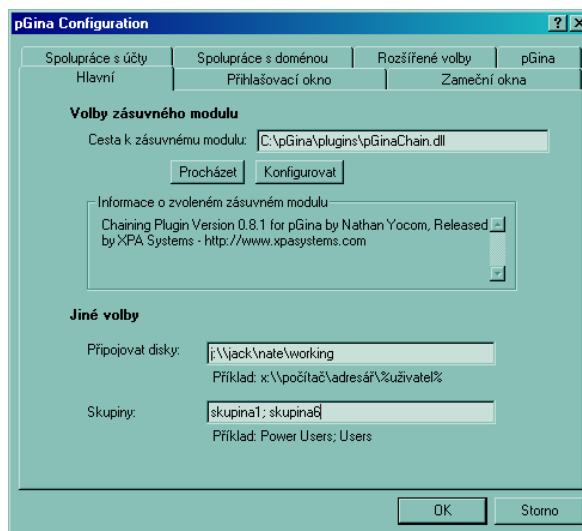 pGina Configuration
Spolupráce s účty
Spolupráce s doménou
Rozšířené volby
pGina
Hlavní
Přihlašovací okno
Zameční okna
Volby zásuvného modulu
Cesta k zásuvnému modulu: C:\pGina\plugins\pGinaChain.dll
Procházet
Konfigurovat
Informace o zvoleném zásuvném modulu
Chaining Plugin Version 0.8.1 for pGina by Nathan Yocom, Released
by XPA Systems - http://www.xpasystems.com
Jiné volby
Připojovat disky: j:\\jack\nate\working
Příklad: x:\\počítač\adresář\%uživatel%
Skupiny: skupina1; skupina6
Příklad: Power Users; Users
OK
Storno